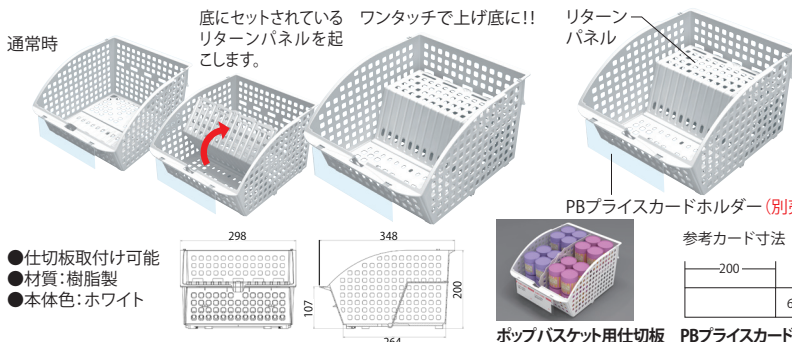 通常時
底にセットされている
リターンパネルを起
こします。
ワンタッチで上げ底に!!
リターン
パネル
PBプライスカードホルダー(別売
●仕切板取付け可能
●材質:樹脂製
●本体色:ホワイト
298
348
107
200
264
参考カード寸法
200
6
ポップバスケット用仕切板
PBプライスカード